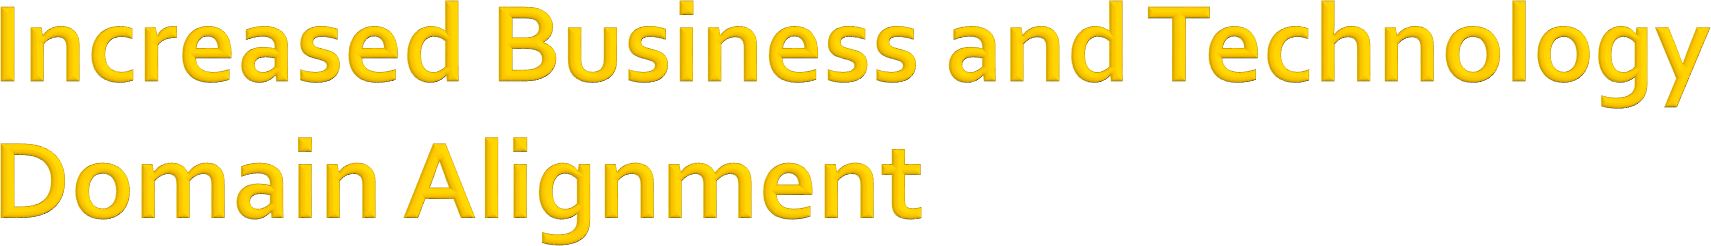 Increased Business and Technology
Domain Alignment